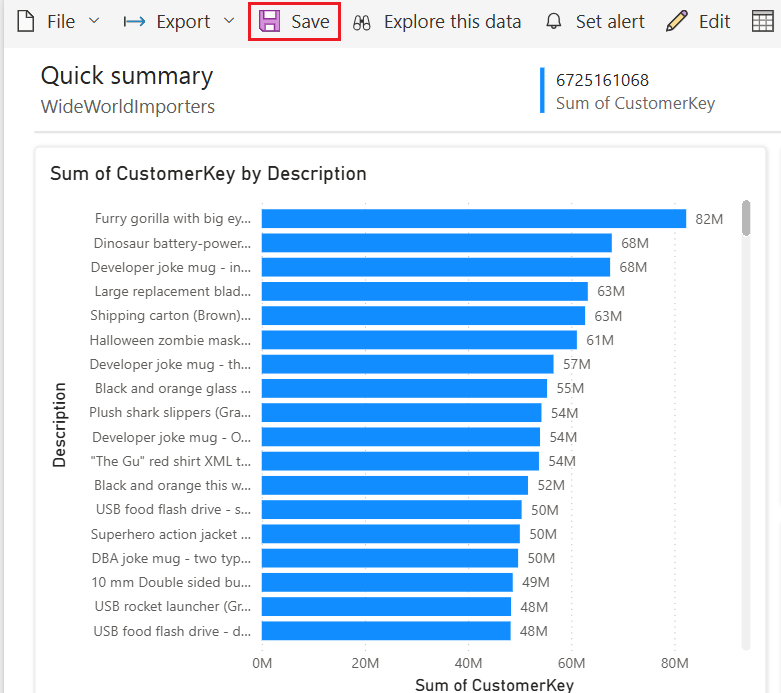 File Export Save Explore this data Set alert Edit
Quick summary
WideWorldImporters
6725161068
Sum of CustomerKey
Sum of CustomerKey by Description
Furry gorilla with big ey... 82M
Dinosaur battery-power... 68M
Developer joke mug - in... 68M
Large replacement blad... 63M
Shipping carton (Brown)... 63M
Halloween zombie mask... 61M
Developer joke mug - th... 57M
Black and orange glass ... 55M
Plush shark slippers (Gra... 54M
Developer joke mug - O... 54M
"The Gu" red shirt XML t... 54M
Black and orange this w... 52M
USB food flash drive - s... 50M
Superhero action jacket ... 50M
DBA joke mug - two typ... 50M
10 mm Double sided bu... 49M
USB rocket launcher (Gr... 48M
USB food flash drive - d... 48M
Description
0M 20M 40M 60M 80M
Sum of CustomerKey